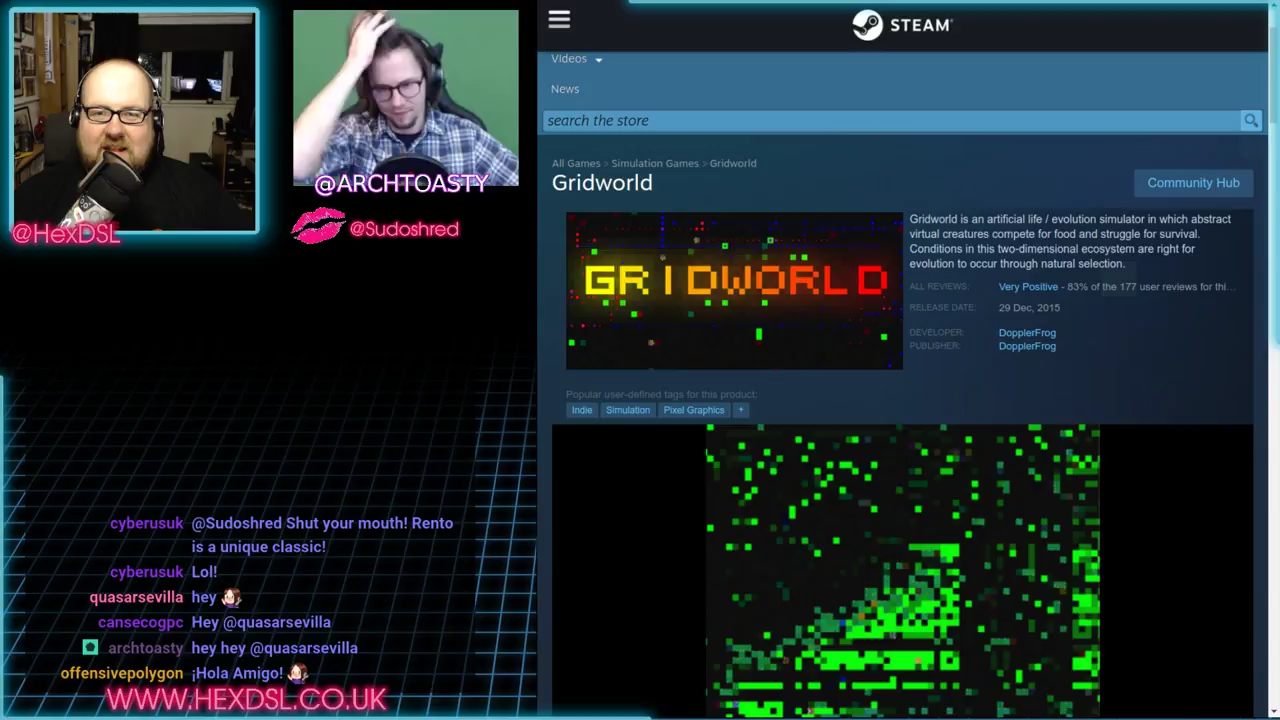 @HexDSL
@ARCHTOASTY
@Sudoshred
cyberusuk @Sudoshred Shut your mouth! Rento
is a unique classic!
cyberusuk Lol!
quasarsevilla hey
cansecogpc Hey @quasarsevilla
archtoasty hey hey @quasarsevilla
offensivepolygon ¡Hola Amigo!
WWW.HEXDSL.CO.UK
STEAM
Videos
News
search the store
All Games > Simulation Games > Gridworld
Gridworld
Community Hub
GRIDWORLD
Gridworld is an artificial life / evolution simulator in which abstract
virtual creatures compete for food and struggle for survival.
Conditions in this two-dimensional ecosystem are right for
evolution to occur through natural selection.
ALL REVIEWS: Very Positive - 83% of the 177 user reviews for thi...
RELEASE DATE: 29 Dec, 2015
DEVELOPER: DopplerFrog
PUBLISHER: DopplerFrog
Popular user-defined tags for this product:
Indie Simulation Pixel Graphics +